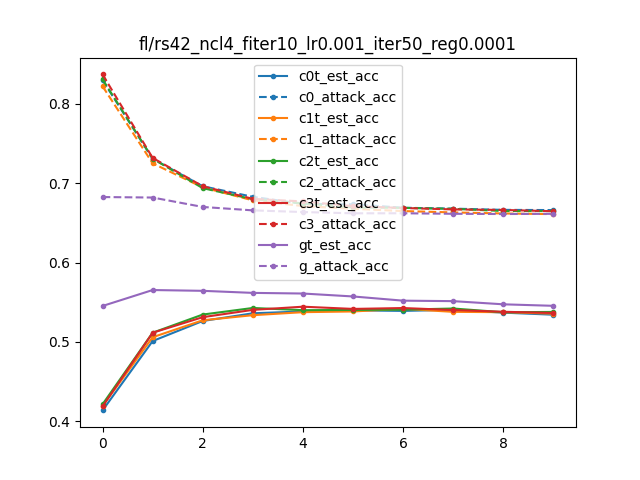 fl/rs42_ncl4_fiter10_lr0.001_iter50_reg0.0001
0.8
0.7
0.6
0.5
0.4
c0t_est_acc
c0_attack_acc
c1t_est_acc
c1_attack_acc
c2t_est_acc
c2_attack_acc
c3t_est_acc
c3_attack_acc
gt_est_acc
g_attack_acc
0 2 4 6 8